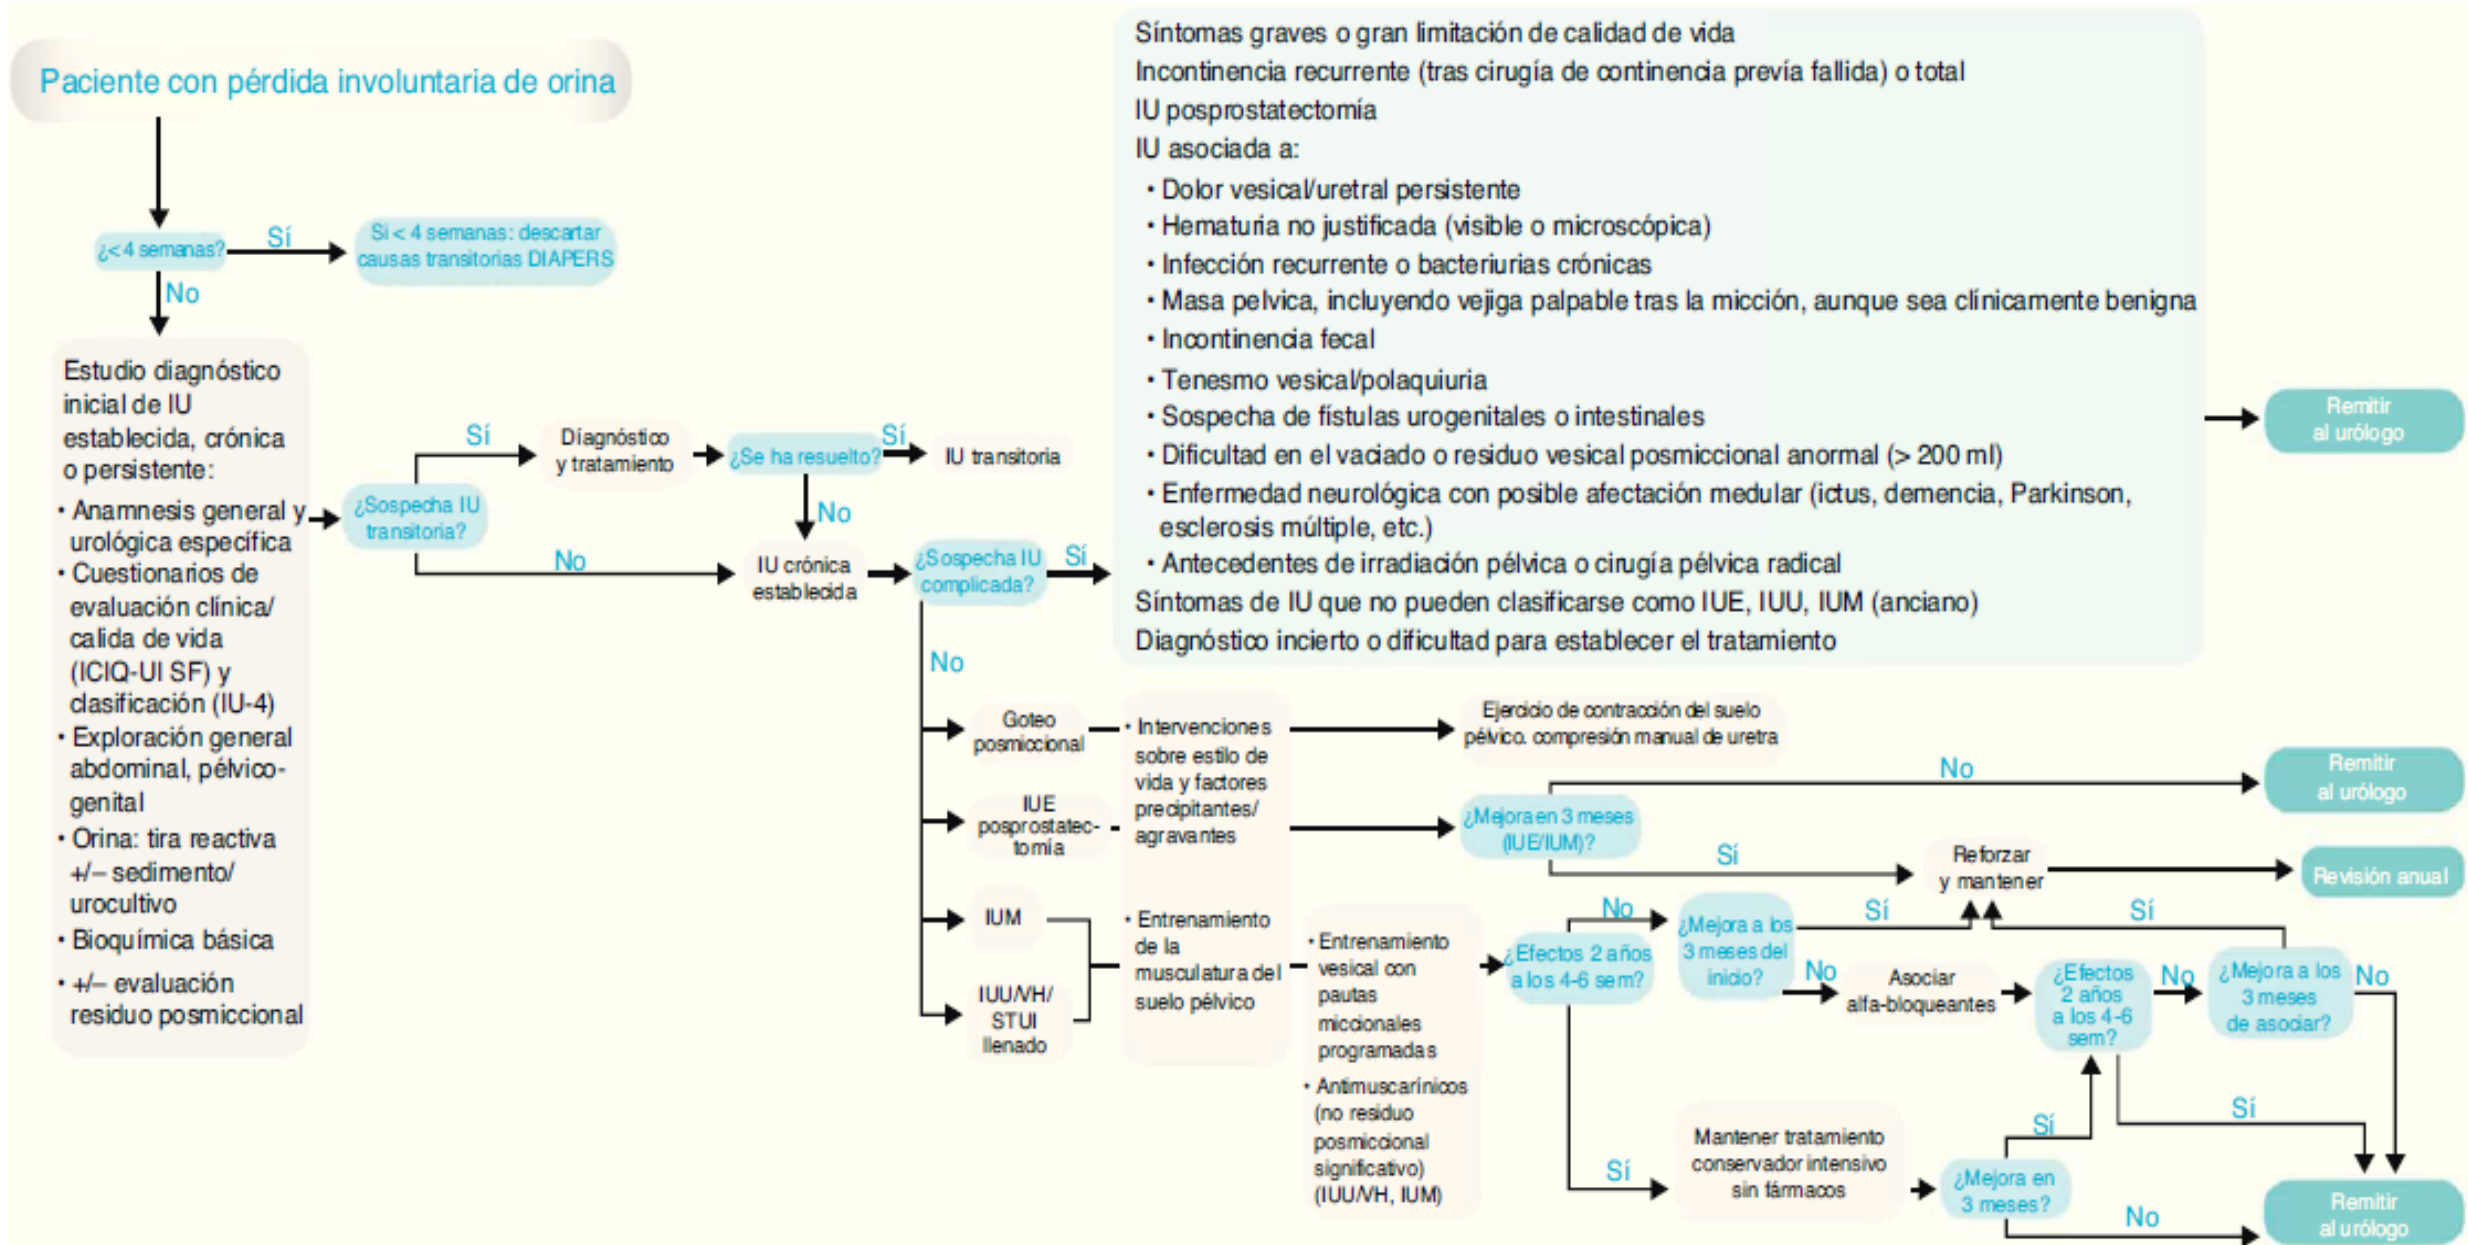 Paciente con pérdida involuntaria de orina
¿< 4 semanas?
Sí
Si < 4 semanas: descartar
causas transitorias DIAPERS
No
Estudio diagnóstico
inicial de IU
establecida, crónica
o persistente:
• Anamnesis general y
urológica específica
• Cuestionarios de
evaluación clínica/
calida de vida
(ICIQ-UI SF) y
clasificación (IU-4)
• Exploración general
abdominal, pélvico-
genital
• Orina: tira reactiva
+/– sedimento/
urocultivo
• Bioquímica básica
• +/– evaluación
residuo posmiccional
¿Sospecha IU
transitoria?
Sí
Diagnóstico
y tratamiento
¿Se ha resuelto?
Sí
IU transitoria
No
No
IU crónica
establecida
¿Sospecha IU
complicada?
Sí
Síntomas graves o gran limitación de calidad de vida
Incontinencia recurrente (tras cirugía de continencia previa fallida) o total
IU posprostatectomía
IU asociada a:
• Dolor vesical/uretral persistente
• Hematuria no justificada (visible o microscópica)
• Infección recurrente o bacteriurias crónicas
• Masa pelvica, incluyendo vejiga palpable tras la micción, aunque sea clínicamente benigna
• Incontinencia fecal
• Tenesmo vesical/polaquiuria
• Sospecha de fístulas urogenitales o intestinales
• Dificultad en el vaciado o residuo vesical posmiccional anormal (> 200 ml)
• Enfermedad neurológica con posible afectación medular (ictus, demencia, Parkinson,
esclerosis múltiple, etc.)
• Antecedentes de irradiación pélvica o cirugía pélvica radical
Síntomas de IU que no pueden clasificarse como IUE, IUU, IUM (anciano)
Diagnóstico incierto o dificultad para establecer el tratamiento
Remitir
al urólogo
No
Goteo
posmiccional
IUE
posprostatec-
tomía
IUM
IUU/VH/
STUI
llenado
• Intervenciones
sobre estilo de
vida y factores
precipitantes/
agravantes
• Entrenamiento
de la
musculatura del
suelo pélvico
Ejercicio de contracción del suelo
pélvico. compresión manual de uretra
¿Mejora en 3 meses
(IUE/IUM)?
No
Remitir
al urólogo
Sí
Reforzar
y mantener
Revisión anual
• Entrenamiento
vesical con
pautas
miccionales
programadas
• Antimuscarínicos
(no residuo
posmiccional
significativo)
(IUU/VH, IUM)
¿Efectos 2 años
a los 4-6 sem?
No
¿Mejora a los
3 meses del
inicio?
Sí
No
Asociar
alfa-bloqueantes
¿Efectos
2 años
a los 4-6
sem?
No
¿Mejora a los
3 meses
de asociar?
Sí
No
Sí
Sí
Mantener tratamiento
conservador intensivo
sin fármacos
¿Mejora en
3 meses?
Sí
No
Remitir
al urólogo